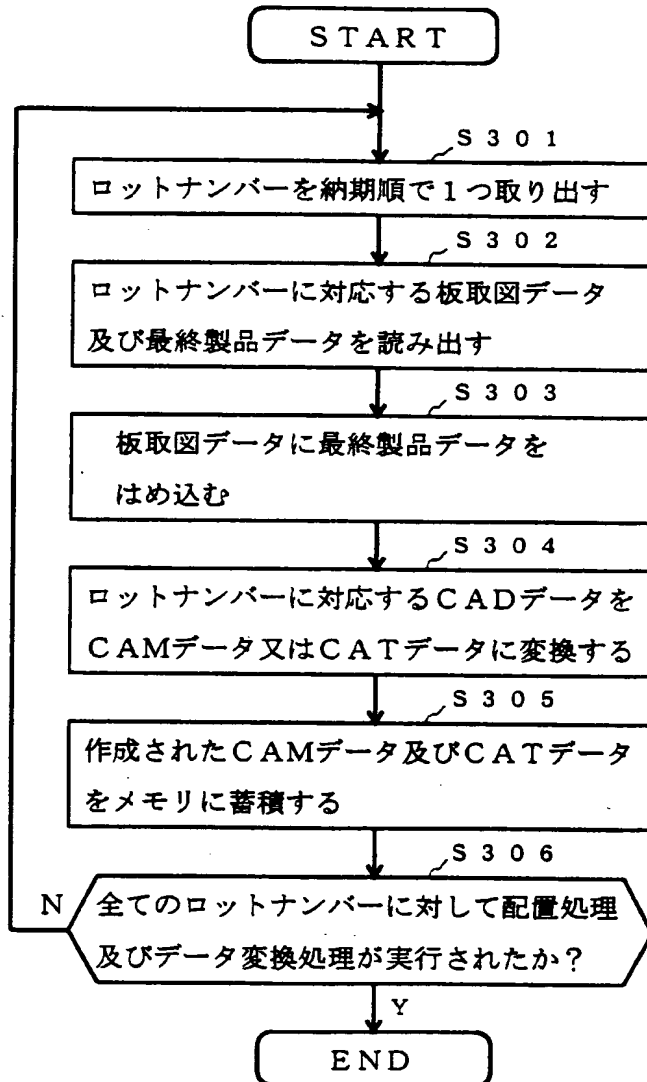 START
S301
ロットナンバーを納期順で1つ取り出す
S302
ロットナンバーに対応する板取図データ
及び最終製品データを読み出す
S303
板取図データに最終製品データを
はめ込む
S304
ロットナンバーに対応するCADデータを
CAMデータ又はCATデータに変換する
S305
作成されたCAMデータ及びCATデータ
をメモリに蓄積する
S306
N
全てのロットナンバーに対して配置処理
及びデータ変換処理が実行されたか?
Y
END